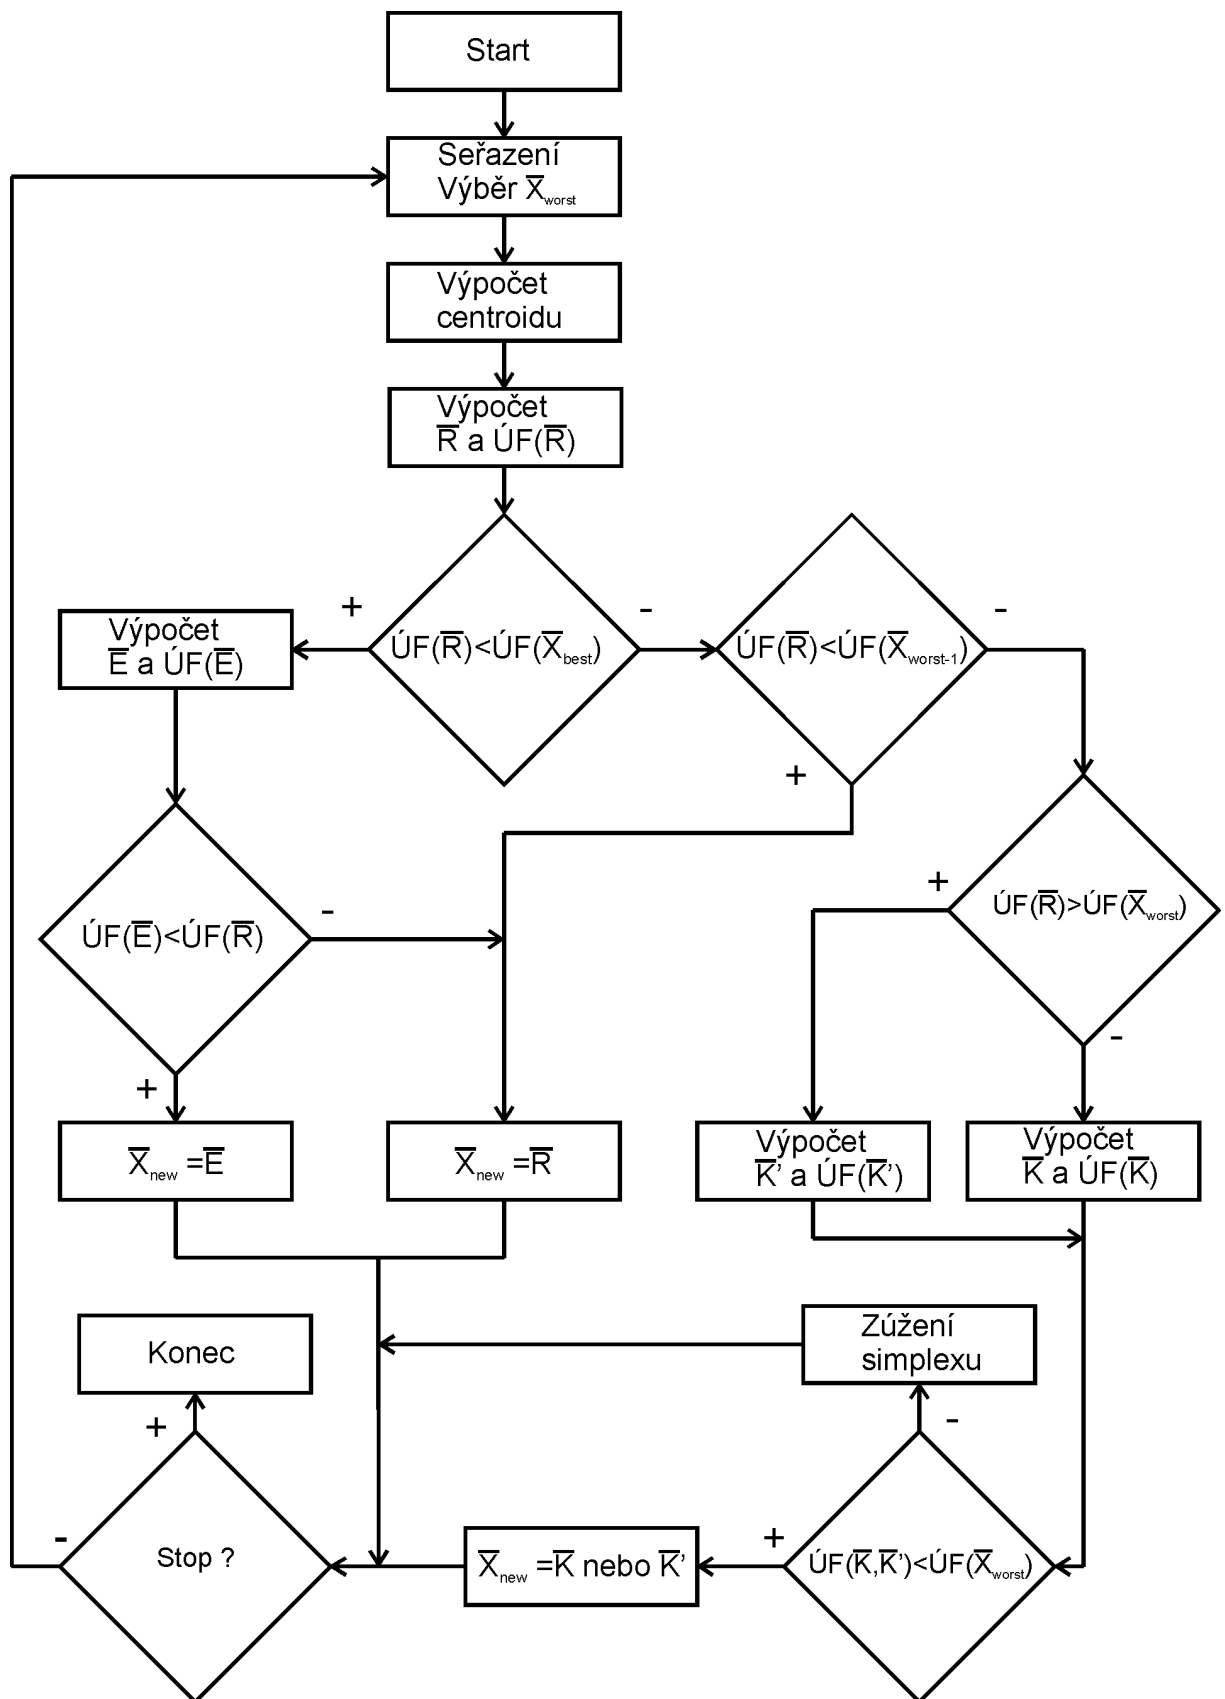 Start
Seřazení
Výběr X̅worst
Výpočet
centroidu
Výpočet
R̅ a ÚF(R̅)
+
-
-
Výpočet
E̅ a ÚF(E̅)
ÚF(R̅)<ÚF(X̅best)
ÚF(R̅)<ÚF(X̅worst-1)
+
+
-
ÚF(E̅)<ÚF(R̅)
ÚF(R̅)>ÚF(X̅worst)
-
+
X̅new =E̅
X̅new =R̅
Výpočet
K̅' a ÚF(K̅')
Výpočet
K̅ a ÚF(K̅)
Konec
Zúžení
simplexu
+
-
-
+
Stop ?
X̅new =K̅ nebo K̅'
ÚF(K̅,K̅')<ÚF(X̅worst)